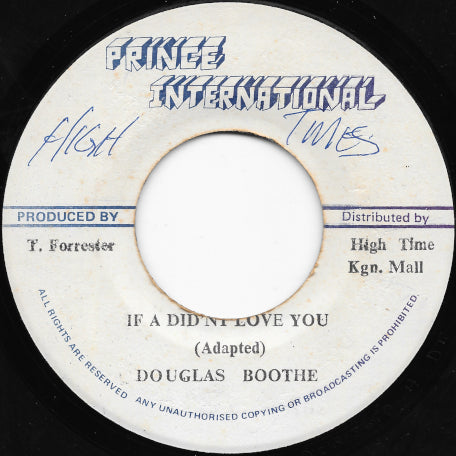 PRINCE
INTERNATIONAL
HIGH TIMES
PRODUCED BY
T. Forrester
Distributed by
High Time
Kgn. Mall
IF A DID'NT LOVE YOU
(Adapted)
DOUGLAS BOOTHE
ALL RIGHTS ARE RESERVED ANY UNAUTHORISED COPYING OR BROADCASTING IS PROHIBITED.